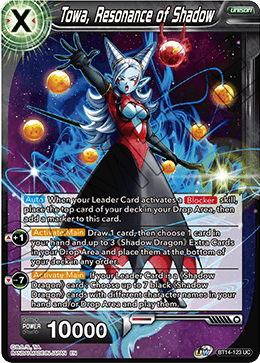 X
Towa, Resonance of Shadow
UNISON
Auto When your Leader Card activates a Blocker skill,
place the top card of your deck in your Drop Area, then
add a marker to this card.
+1 Activate:Main Draw 1 card, then choose 1 card in
your hand and up to 3 《Shadow Dragon》 Extra Cards
in your Drop Area and place them at the bottom of
your deck in any order.
-7 Activate:Main If your Leader Card is a 《Shadow
Dragon》 card: Choose up to 7 black 《Shadow
Dragon》 cards with different character names in your
hand and/or Drop Area and play them.
POWER 10000
BANDAI MADE IN JAPAN EN
BT14-123 UC